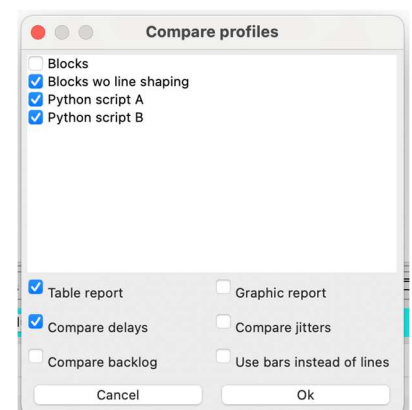 Compare profiles
Blocks
Blocks wo line shaping
Python script A
Python script B
Table report
Graphic report
Compare delays
Compare jitters
Compare backlog
Use bars instead of lines
Cancel
Ok